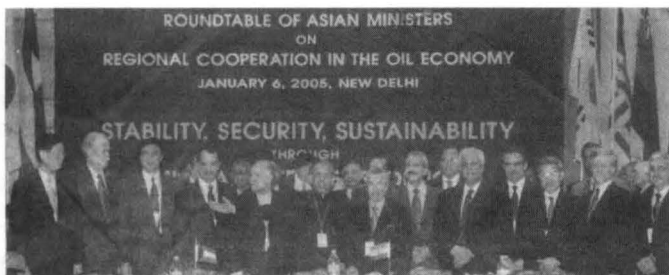 ROUNDTABLE OF ASIAN MINISTERS
ON
REGIONAL COOPERATION IN THE OIL ECONOMY
JANUARY 6, 2005, NEW DELHI
STABILITY, SECURITY, SUSTAINABILITY
THROUGH